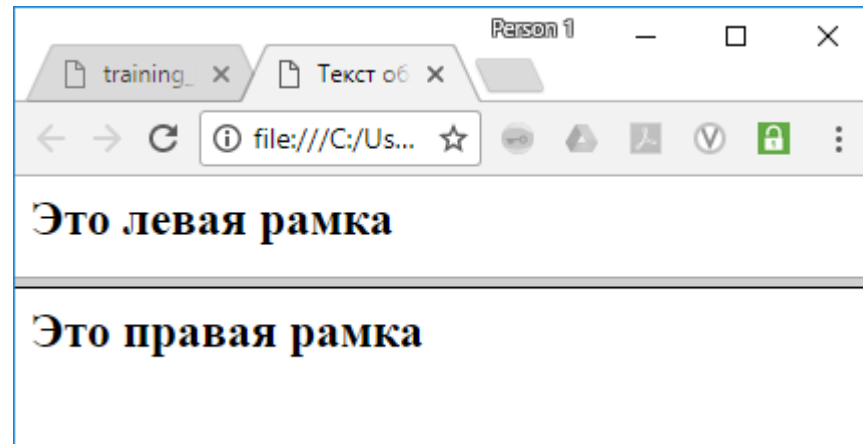 Person 1
training_
Текст об
file:///C:/Us...
Это левая рамка
Это правая рамка